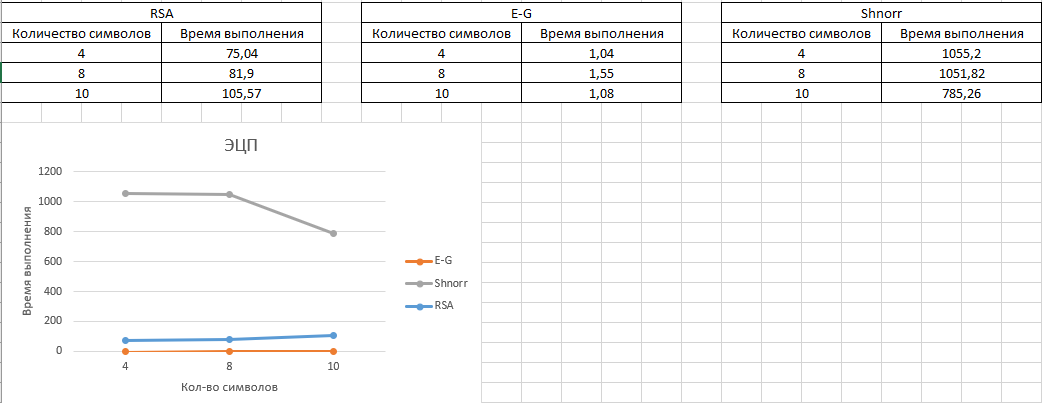 RSA E-G Shnorr
Количество символов Время выполнения Количество символов Время выполнения Количество символов Время выполнения
4 75,04 4 1,04 4 1055,2
8 81,9 8 1,55 8 1051,82
10 105,57 10 1,08 10 785,26
ЭЦП
1200
1000
800
600
400
200
0
Время выполнения
4 8 10
Кол-во символов
E-G
Shnorr
RSA